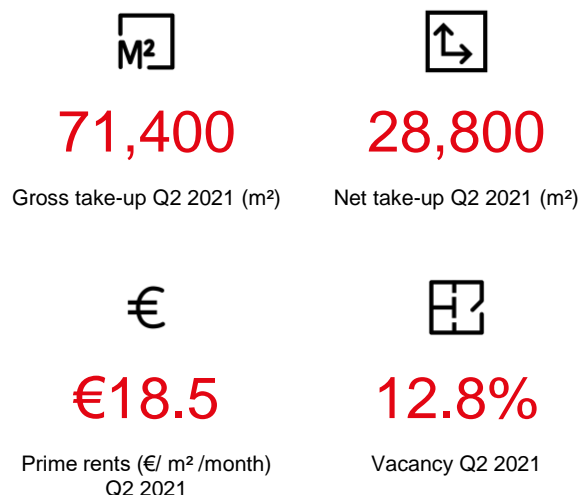 M²
71,400
28,800
Gross take-up Q2 2021 (m²)
Net take-up Q2 2021 (m²)
€
€18.5
12.8%
Prime rents (€/ m² /month)
Q2 2021
Vacancy Q2 2021